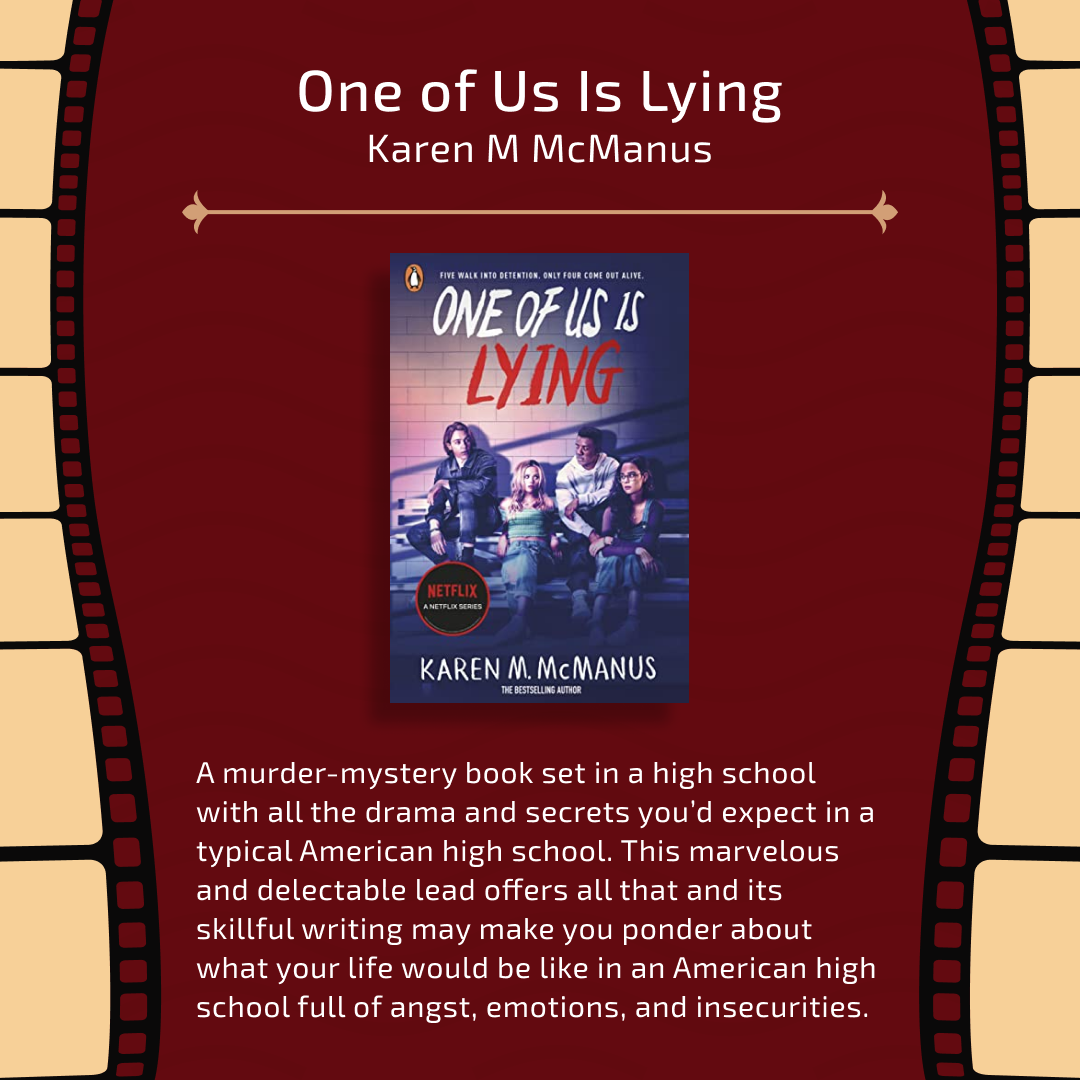 One of Us Is Lying
Karen M McManus
FIVE WALK INTO DETENTION, ONLY FOUR COME OUT ALIVE.
ONE OF US IS
LYING
NETFLIX
A NETFLIX SERIES
KAREN M. McMANUS
THE BESTSELLING AUTHOR
A murder-mystery book set in a high school
with all the drama and secrets you’d expect in a
typical American high school. This marvelous
and delectable lead offers all that and its
skillful writing may make you ponder about
what your life would be like in an American high
school full of angst, emotions, and insecurities.